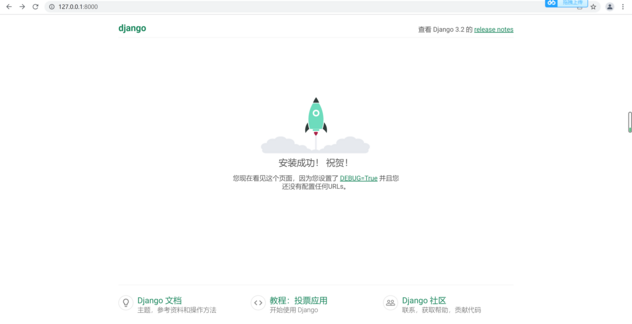 127.0.0.1:8000
django
查看 Django 3.2 的 release notes
安装成功！ 祝贺！
您现在看见这个页面，因为您设置了 DEBUG=True 并且您
还没有配置任何URLs。
Django 文档
主题，参考资料和操作方法
教程：投票应用
开始使用 Django
Django 社区
联系，获取帮助，贡献代码